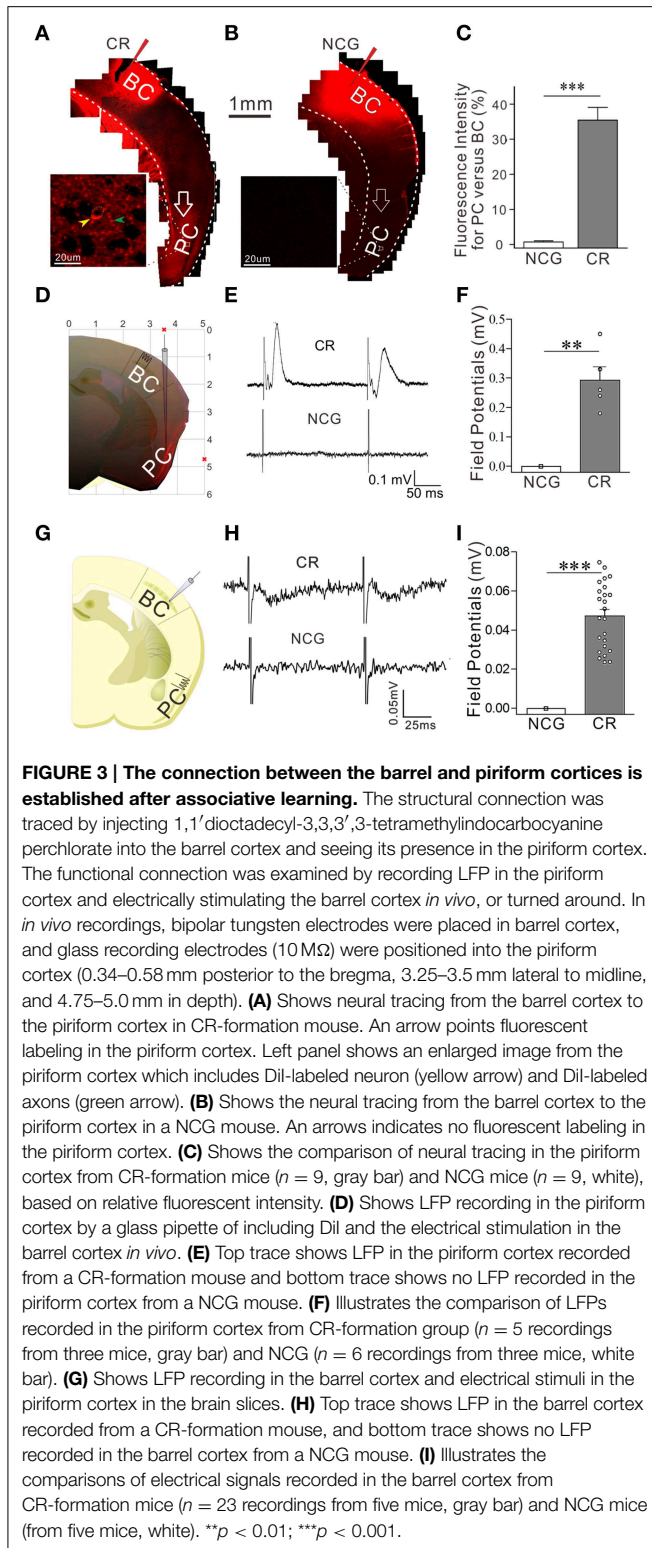 A
B
C
CR
NCG
BC
BC
1mm
PC
PC
20um
20um
Fluorescence Intensity
for PC versus BC (%)
40
30
20
10
0
***
NCG
CR
D
E
F
0 1 2 3 4 5
0
1
2
3
4
5
6
BC
PC
CR
NCG
0.1 mV
50 ms
Field Potentials (mV)
0.5
0.4
0.3
0.2
0.1
0.0
**
NCG
CR
G
H
I
BC
PC
CR
NCG
0.05mV
25ms
Field Potentials (mV)
0.08
0.06
0.04
0.02
0.00
***
NCG
CR
FIGURE 3 | The connection between the barrel and piriform cortices is
established after associative learning. The structural connection was
traced by injecting 1,1′dioctadecyl-3,3,3′,3-tetramethylindocarbocyanine
perchlorate into the barrel cortex and seeing its presence in the piriform cortex.
The functional connection was examined by recording LFP in the piriform
cortex and electrically stimulating the barrel cortex in vivo, or turned around. In
in vivo recordings, bipolar tungsten electrodes were placed in barrel cortex,
and glass recording electrodes (10 MΩ) were positioned into the piriform
cortex (0.34–0.58 mm posterior to the bregma, 3.25–3.5 mm lateral to midline,
and 4.75–5.0 mm in depth). (A) Shows neural tracing from the barrel cortex to
the piriform cortex in CR-formation mouse. An arrow points fluorescent
labeling in the piriform cortex. Left panel shows an enlarged image from the
piriform cortex which includes DiI-labeled neuron (yellow arrow) and DiI-labeled
axons (green arrow). (B) Shows the neural tracing from the barrel cortex to the
piriform cortex in a NCG mouse. An arrows indicates no fluorescent labeling in
the piriform cortex. (C) Shows the comparison of neural tracing in the piriform
cortex from CR-formation mice (n = 9, gray bar) and NCG mice (n = 9, white),
based on relative fluorescent intensity. (D) Shows LFP recording in the piriform
cortex by a glass pipette of including DiI and the electrical stimulation in the
barrel cortex in vivo. (E) Top trace shows LFP in the piriform cortex recorded
from a CR-formation mouse and bottom trace shows no LFP recorded in the
piriform cortex from a NCG mouse. (F) Illustrates the comparison of LFPs
recorded in the piriform cortex from CR-formation group (n = 5 recordings
from three mice, gray bar) and NCG (n = 6 recordings from three mice, white
bar). (G) Shows LFP recording in the barrel cortex and electrical stimuli in the
piriform cortex in the brain slices. (H) Top trace shows LFP in the barrel cortex
recorded from a CR-formation mouse, and bottom trace shows no LFP
recorded in the barrel cortex from a NCG mouse. (I) Illustrates the
comparisons of electrical signals recorded in the barrel cortex from
CR-formation mice (n = 23 recordings from five mice, gray bar) and NCG mice
(from five mice, white). **p < 0.01; ***p < 0.001.